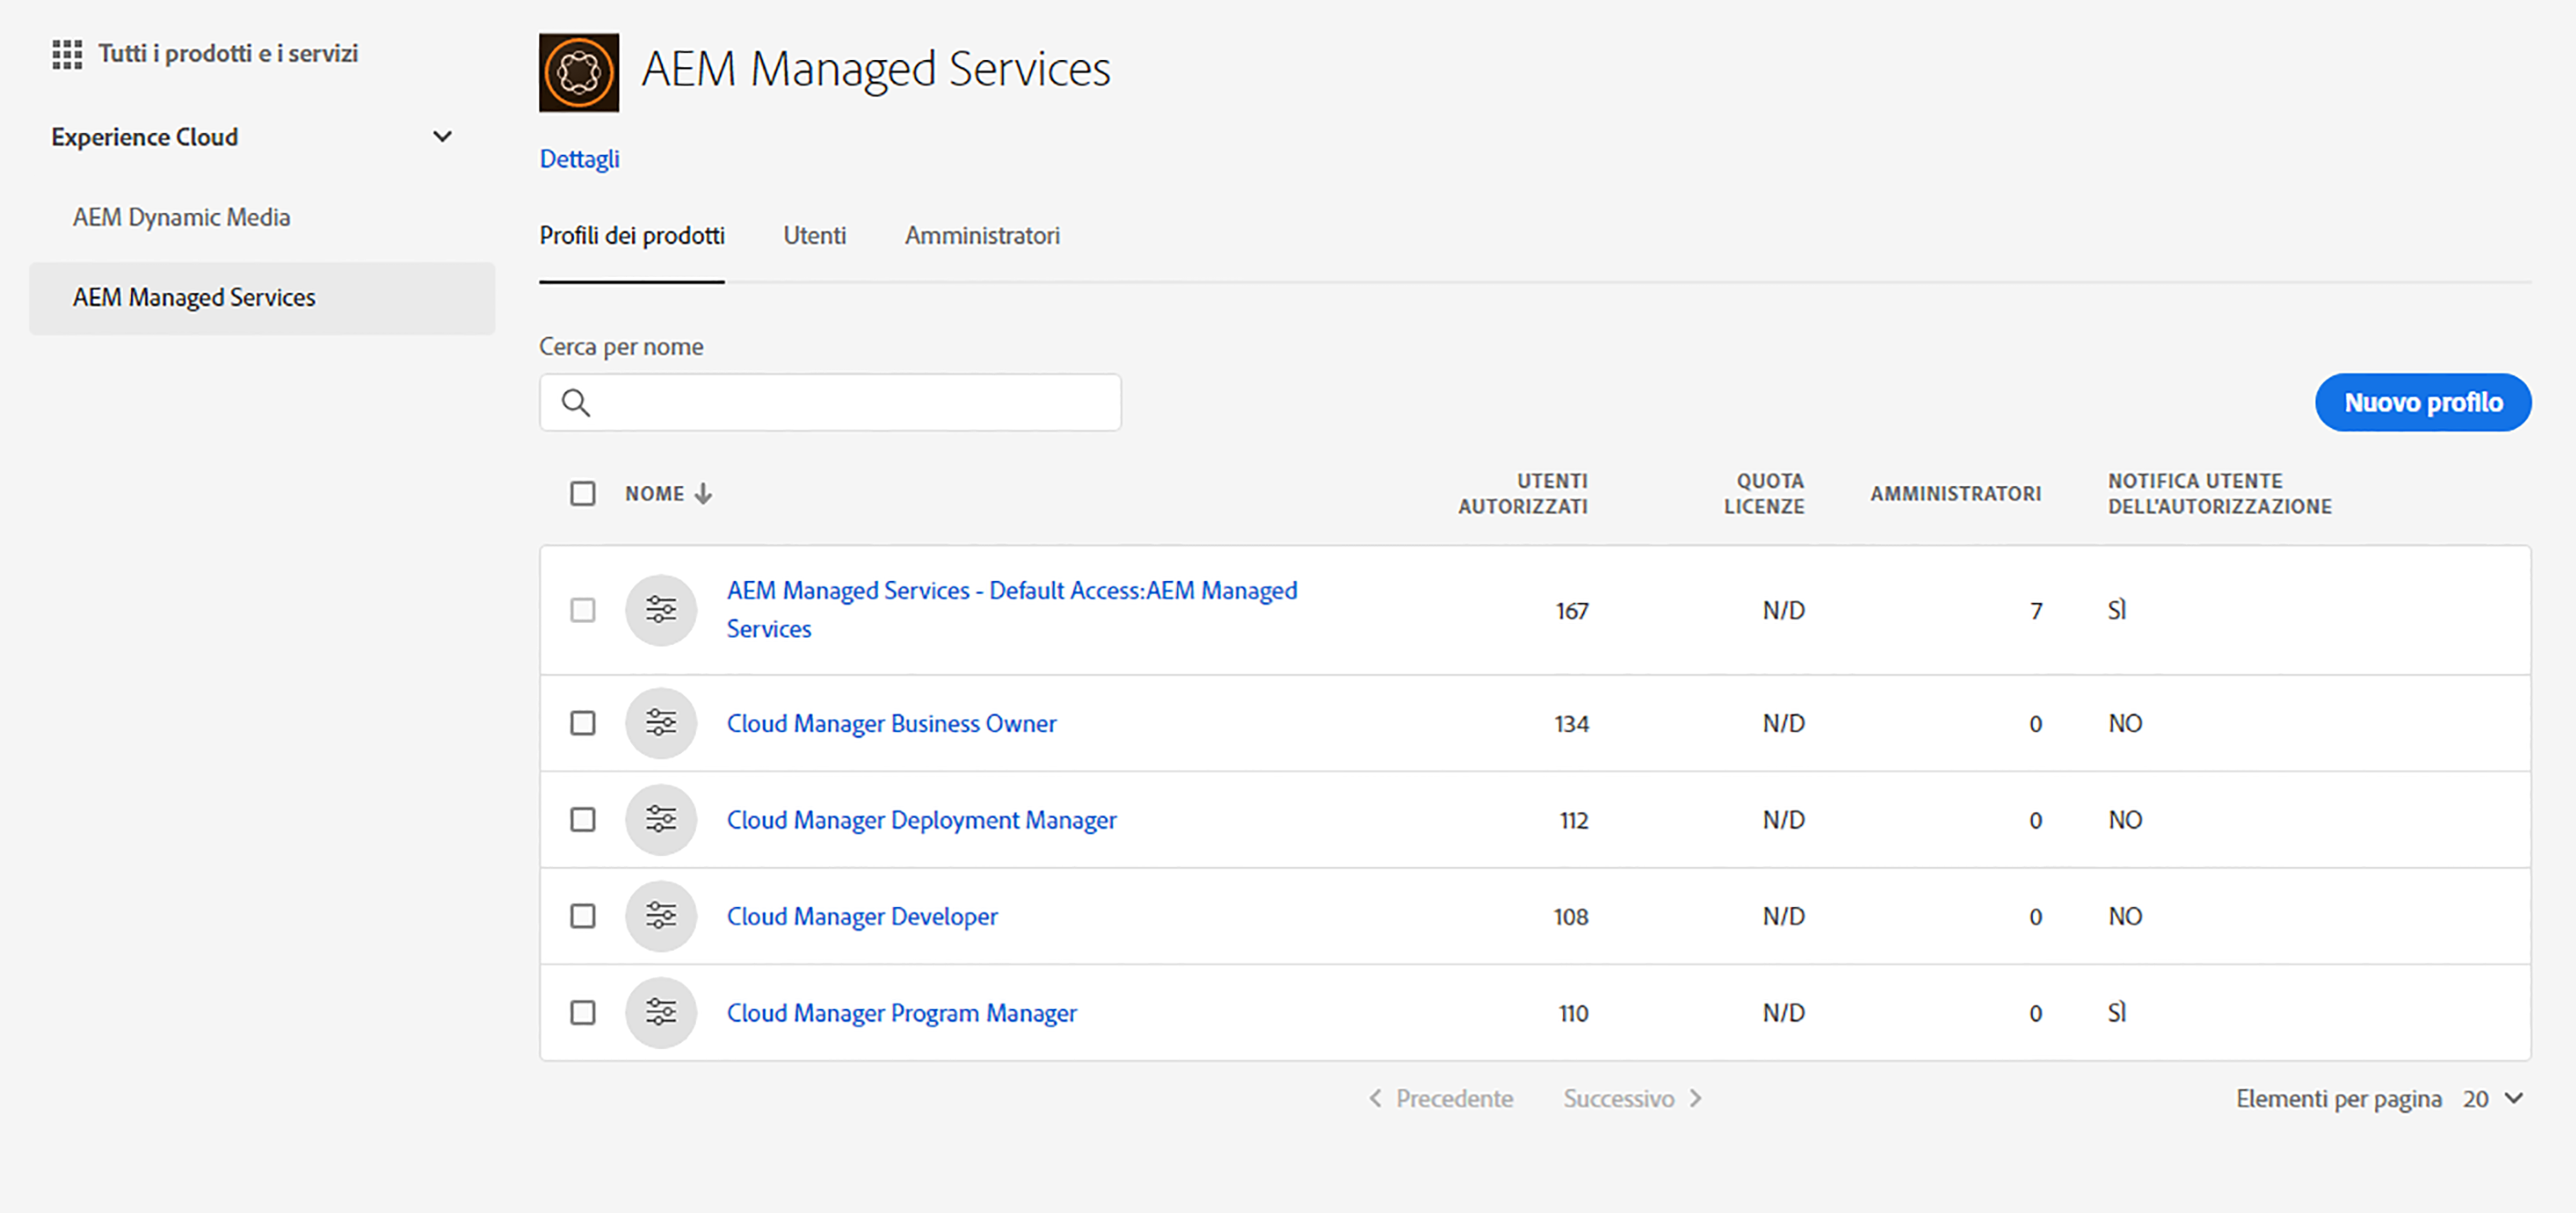 Tutti i prodotti e i servizi
Experience Cloud
AEM Dynamic Media
AEM Managed Services
AEM Managed Services
Dettagli
Profili dei prodotti
Utenti
Amministratori
Cerca per nome
Nuovo profilo
NOME
UTENTI
AUTORIZZATI
QUOTA
LICENZE
AMMINISTRATORI
NOTIFICA UTENTE
DELL'AUTORIZZAZIONE
AEM Managed Services - Default Access:AEM Managed
Services
167
N/D
7
SÌ
Cloud Manager Business Owner
134
N/D
0
NO
Cloud Manager Deployment Manager
112
N/D
0
NO
Cloud Manager Developer
108
N/D
0
NO
Cloud Manager Program Manager
110
N/D
0
SÌ
Precedente
Successivo
Elementi per pagina 20